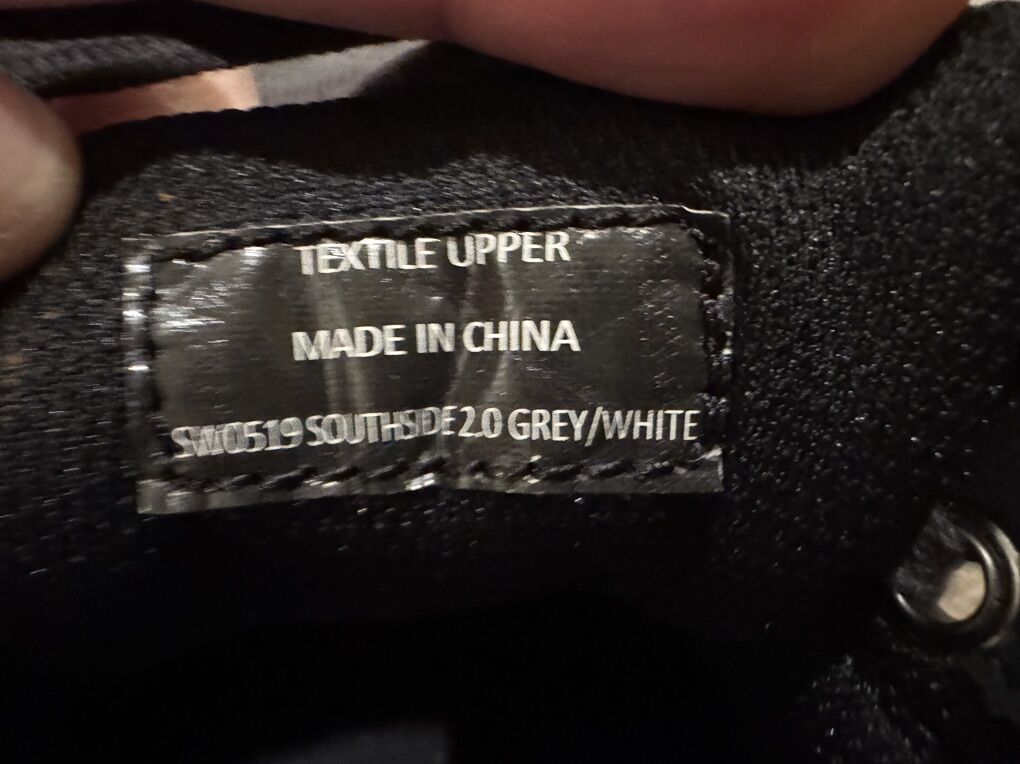 TEXTILE UPPER
MADE IN CHINA
SW0519 SOUTHSIDE 2.0 GREY/WHITE